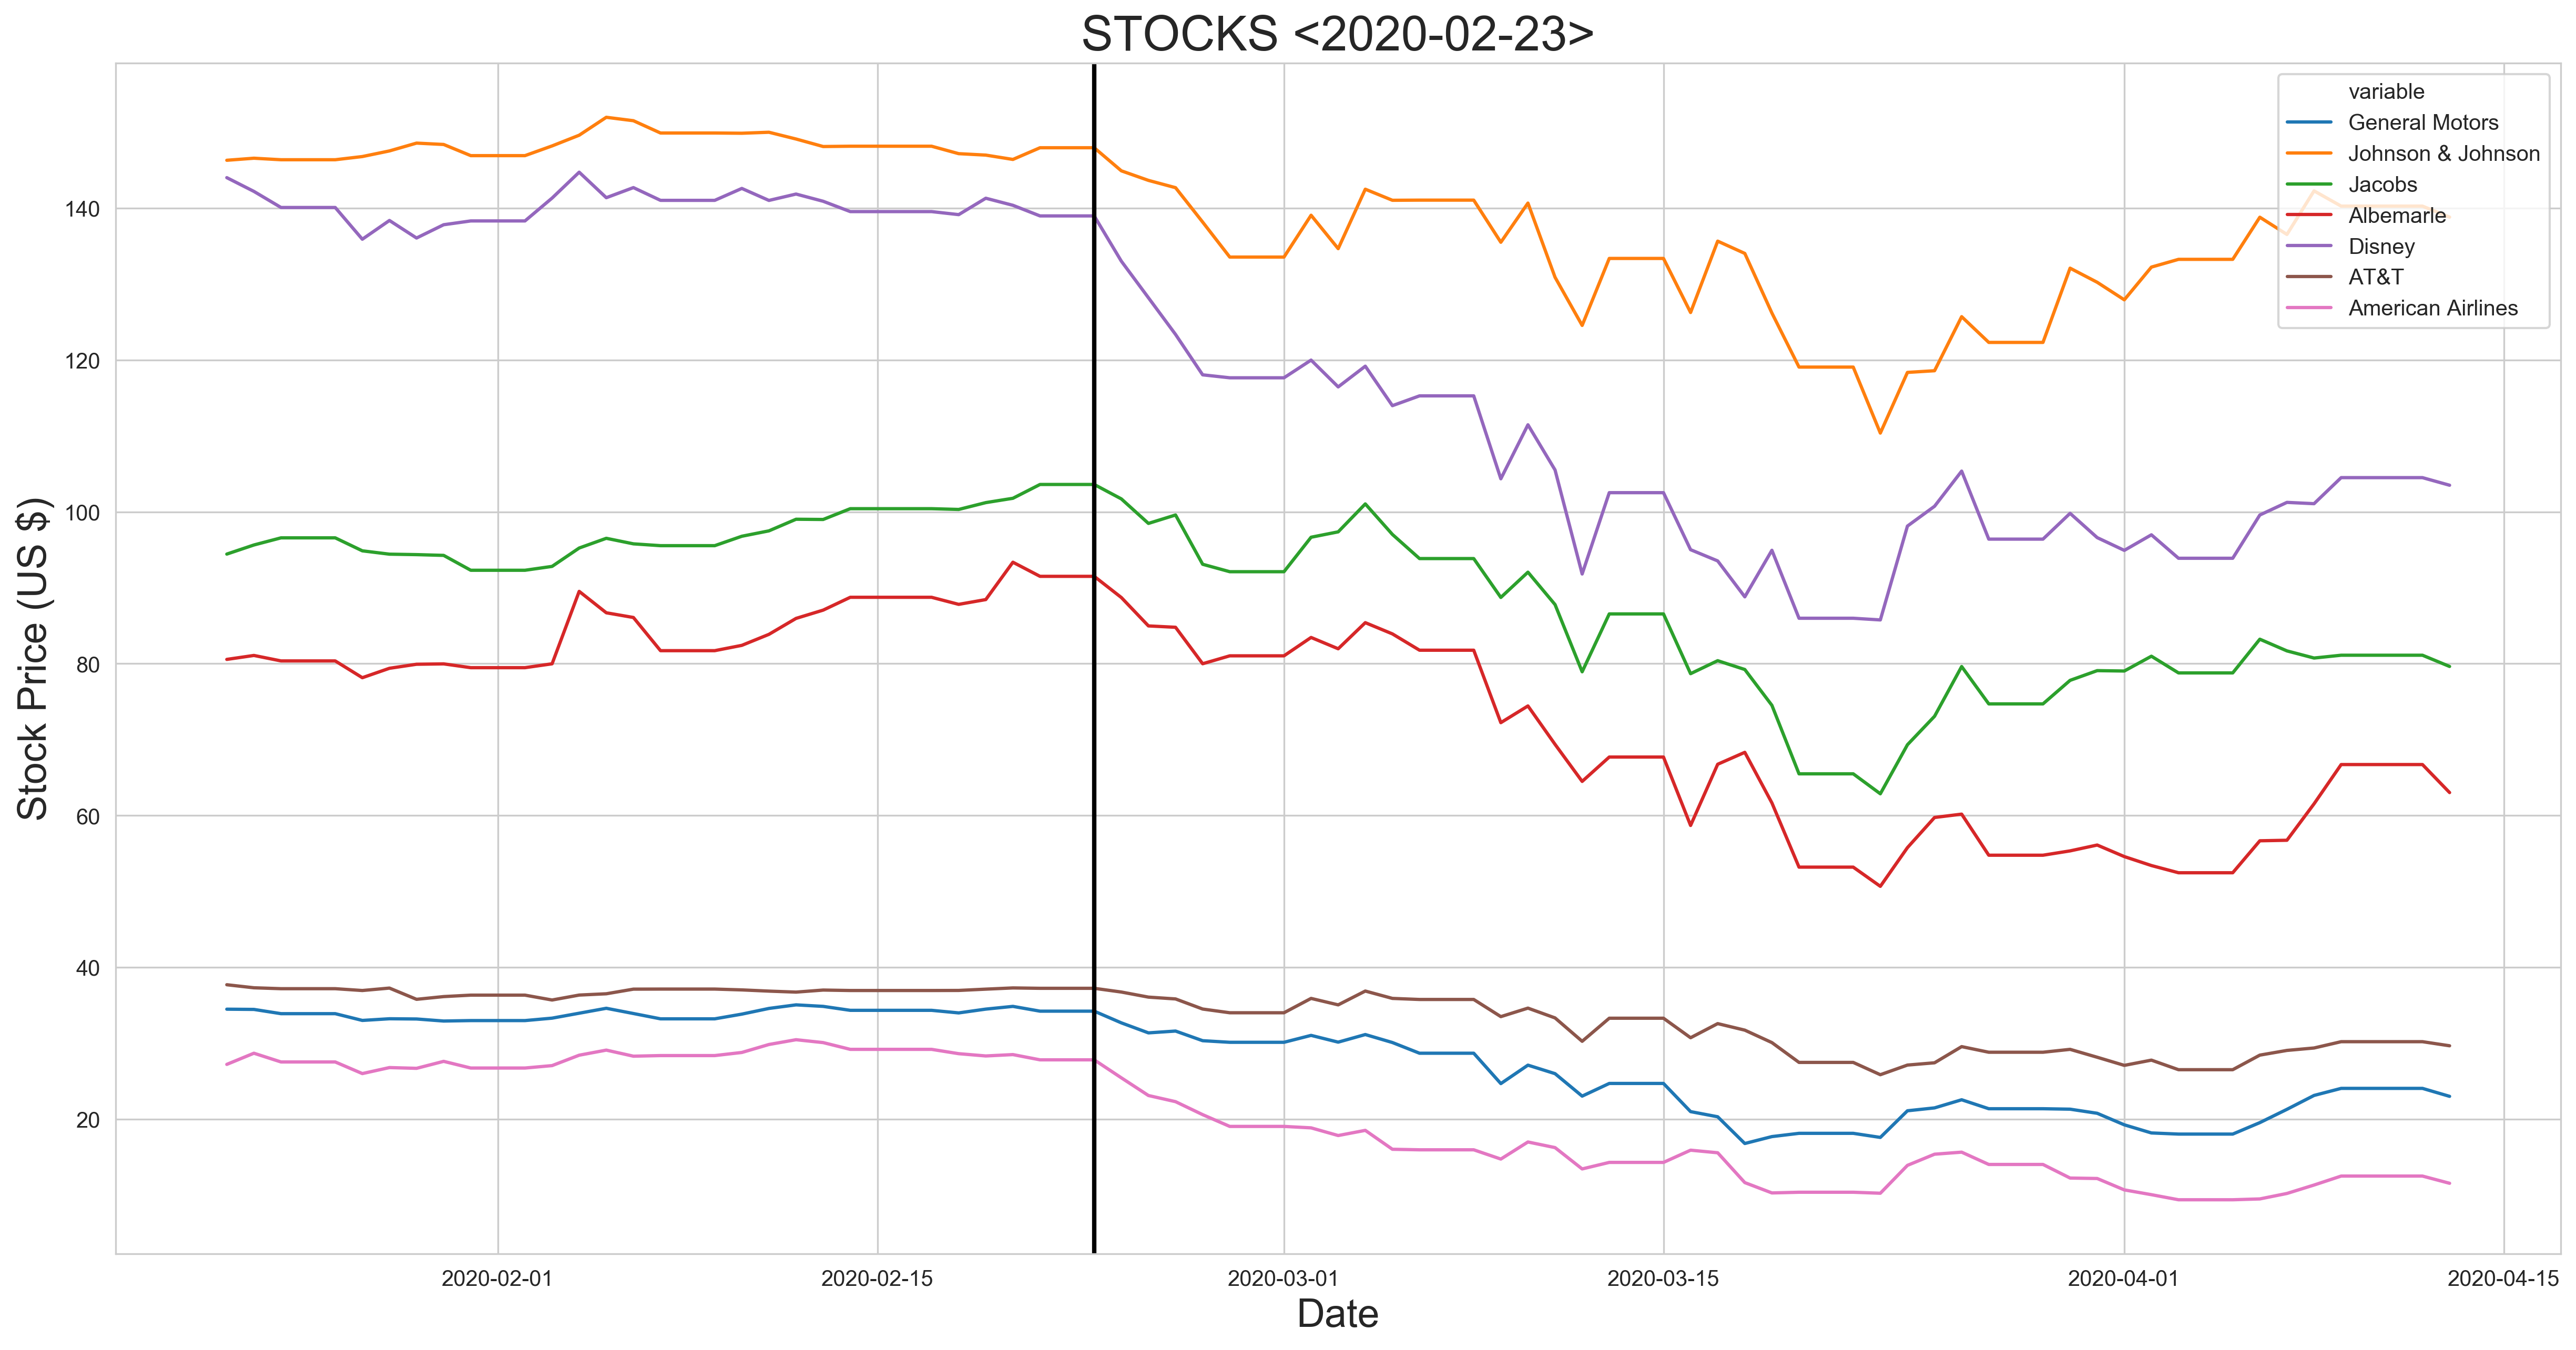 STOCKS <2020-02-23>
variable
General Motors
Johnson & Johnson
Jacobs
Albemarle
Disney
AT&T
American Airlines
Stock Price (US $)
140
120
100
80
60
40
20
2020-02-01
2020-02-15
2020-03-01
2020-03-15
2020-04-01
2020-04-15
Date